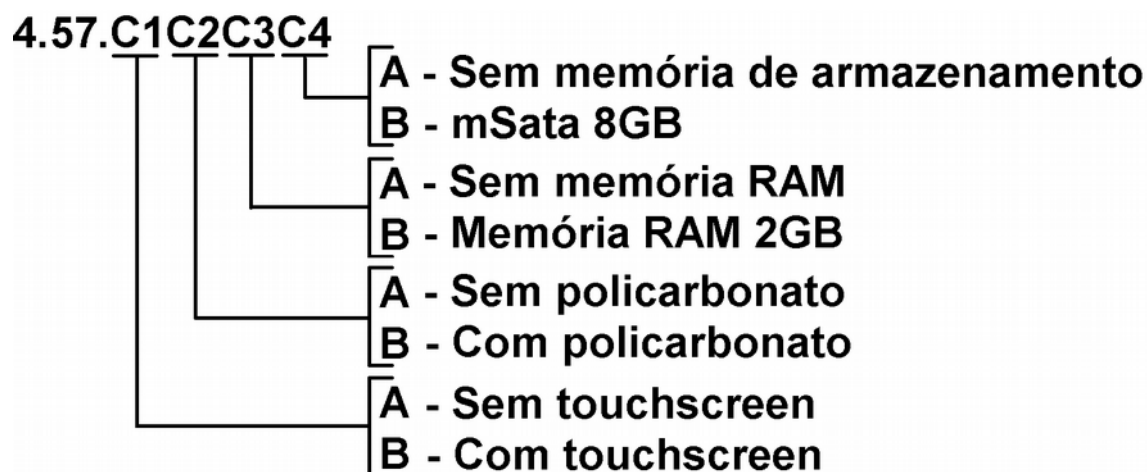 4.57.C1C2C3C4
A - Sem memória de armazenamento
B - mSata 8GB
A - Sem memória RAM
B - Memória RAM 2GB
A - Sem policarbonato
B - Com policarbonato
A - Sem touchscreen
B - Com touchscreen